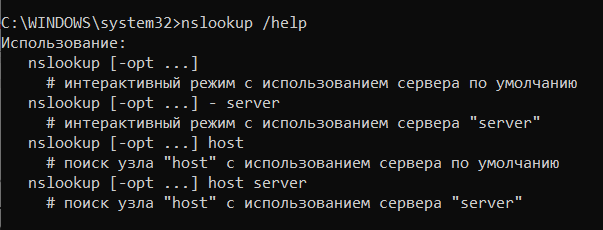 C:\WINDOWS\system32>nslookup /help
Использование:
nslookup [-opt ...]
# интерактивный режим с использованием сервера по умолчанию
nslookup [-opt ...] - server
# интерактивный режим с использованием сервера "server"
nslookup [-opt ...] host
# поиск узла "host" с использованием сервера по умолчанию
nslookup [-opt ...] host server
# поиск узла "host" с использованием сервера "server"